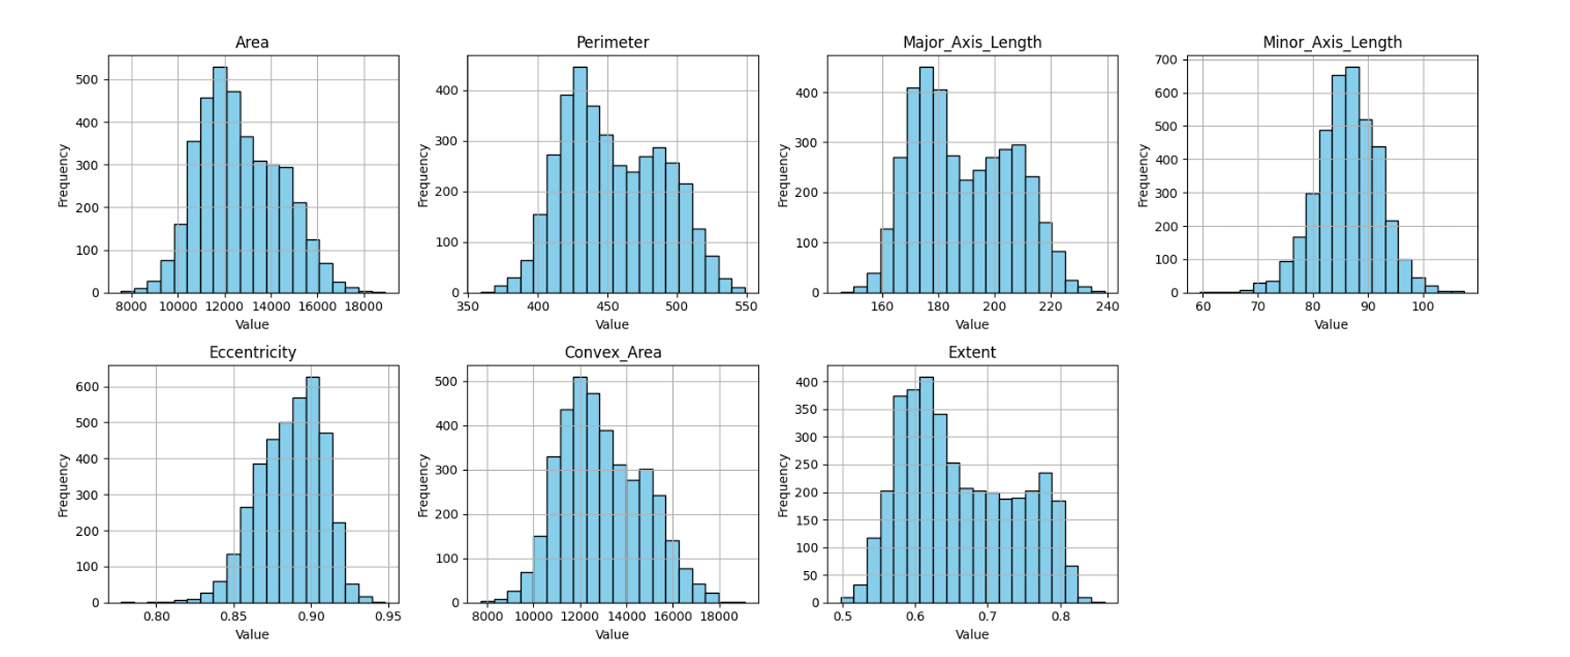 Area
Frequency
500
400
300
200
100
0
8000 10000 12000 14000 16000 18000
Value
Perimeter
Frequency
400
300
200
100
0
350 400 450 500 550
Value
Major_Axis_Length
Frequency
400
300
200
100
0
160 180 200 220 240
Value
Minor_Axis_Length
Frequency
700
600
500
400
300
200
100
0
60 70 80 90 100
Value
Eccentricity
Frequency
600
500
400
300
200
100
0
0.80 0.85 0.90 0.95
Value
Convex_Area
Frequency
500
400
300
200
100
0
8000 10000 12000 14000 16000 18000
Value
Extent
Frequency
400
350
300
250
200
150
100
50
0
0.5 0.6 0.7 0.8
Value